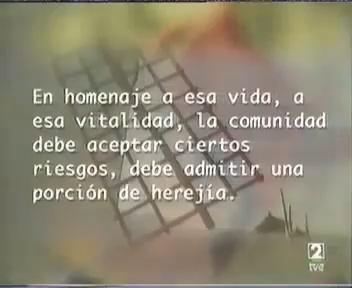 En homenaje a esa vida, a
esa vitalidad, la comunidad
debe aceptar ciertos
riesgos, debe admitir una
porción de herejía.
2
tve